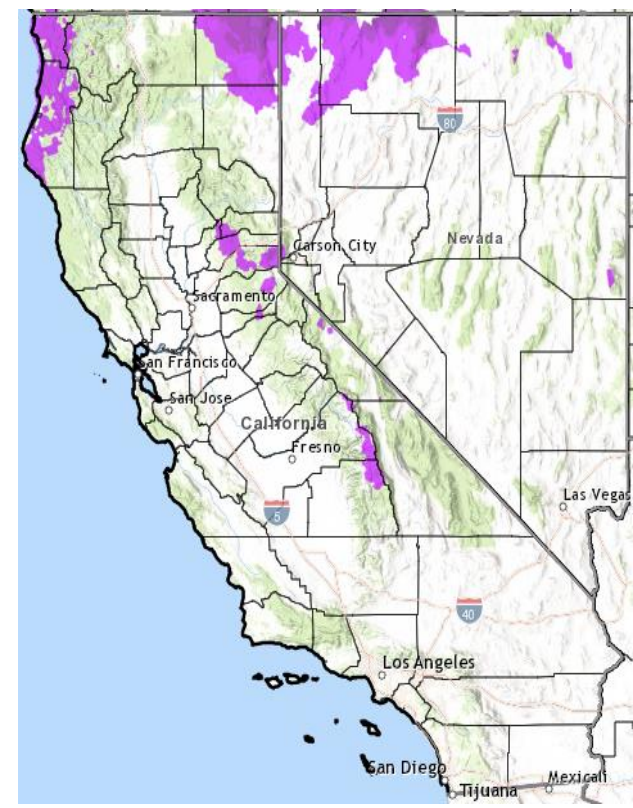 80
Nevada
Carson City
Sacramento
San Francisco
San Jose
California
Fresno
Las Vegas
5
40
Los Angeles
San Diego
Tijuana
Mexicali